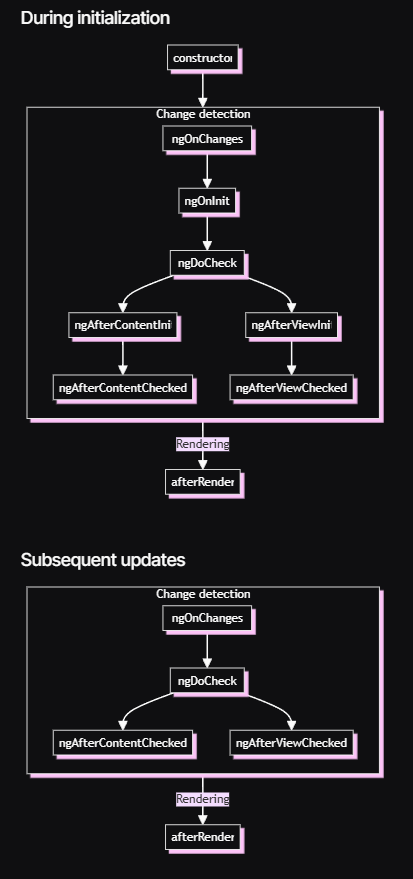 During initialization
constructor
Change detection
ngOnChanges
ngOnInit
ngDoCheck
ngAfterContentIni
ngAfterViewIni
ngAfterContentChecked
ngAfterViewChecked
Rendering
afterRender
Subsequent updates
Change detection
ngOnChanges
ngDoCheck
ngAfterContentChecked
ngAfterViewChecked
Rendering
afterRender